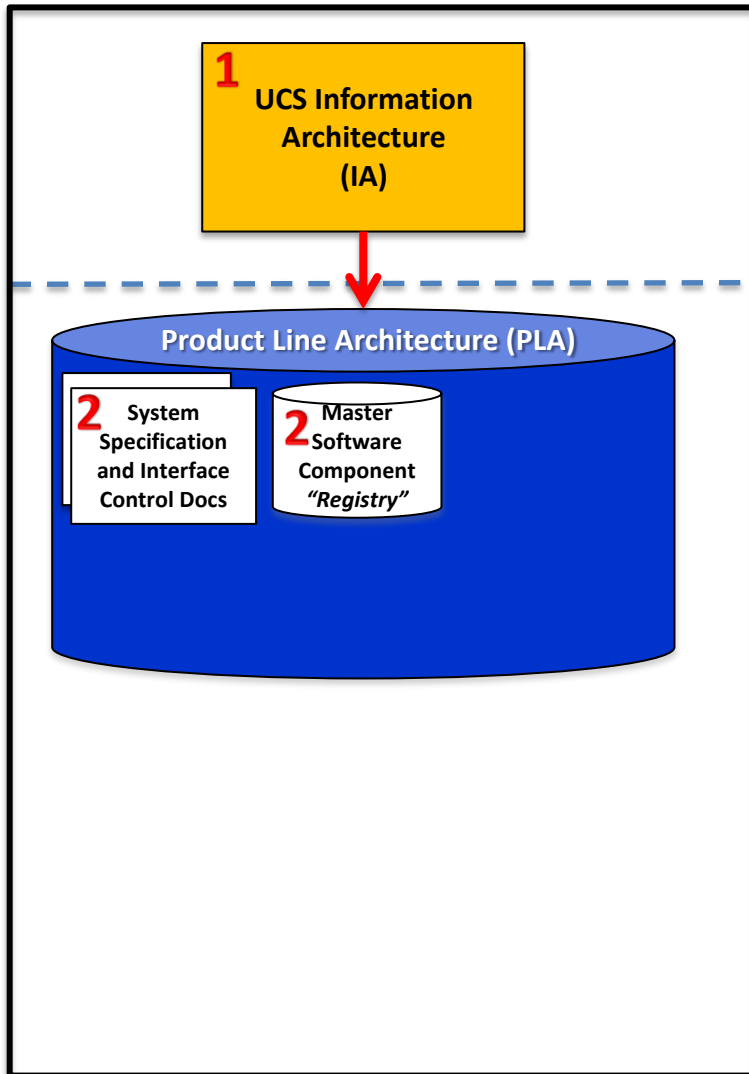 1
UCS Information
Architecture
(IA)
Product Line Architecture (PLA)
2
System
Specification
and Interface
Control Docs
2
Master
Software
Component
“Registry”